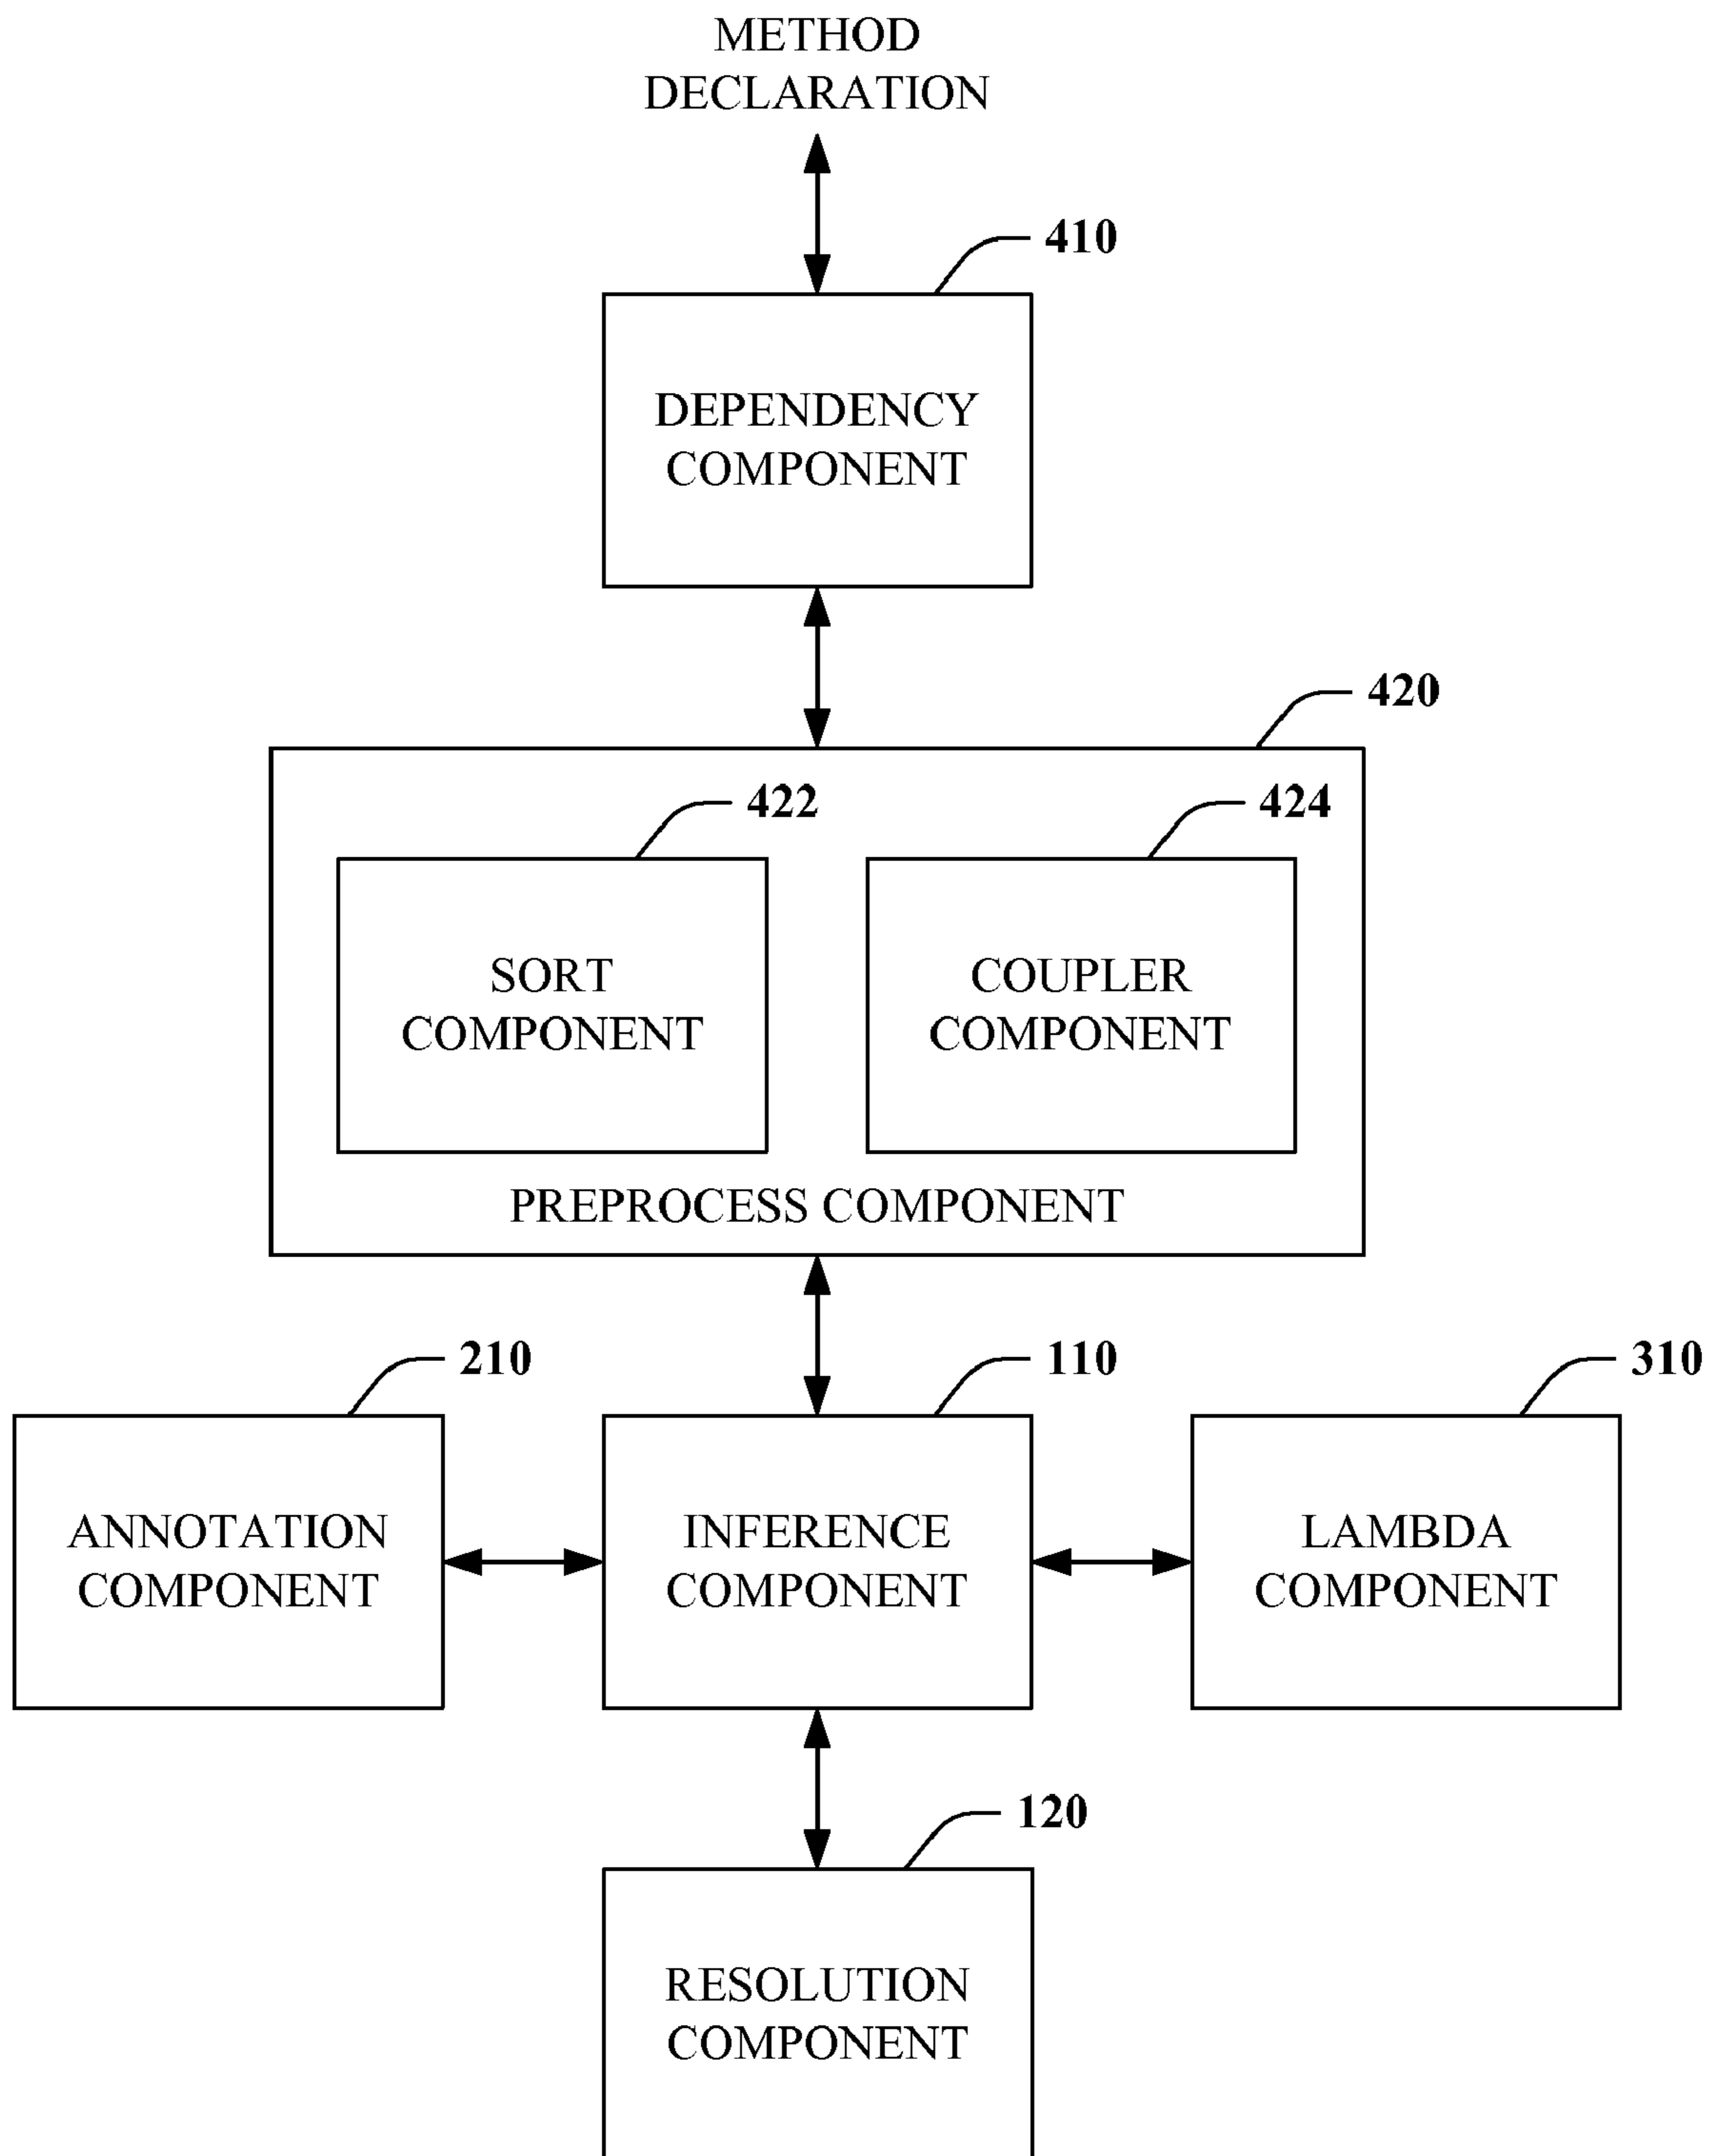 METHOD
DECLARATION
410
DEPENDENCY
COMPONENT
420
422
424
SORT
COMPONENT
COUPLER
COMPONENT
PREPROCESS COMPONENT
210
110
310
ANNOTATION
COMPONENT
INFERENCE
COMPONENT
LAMBDA
COMPONENT
120
RESOLUTION
COMPONENT